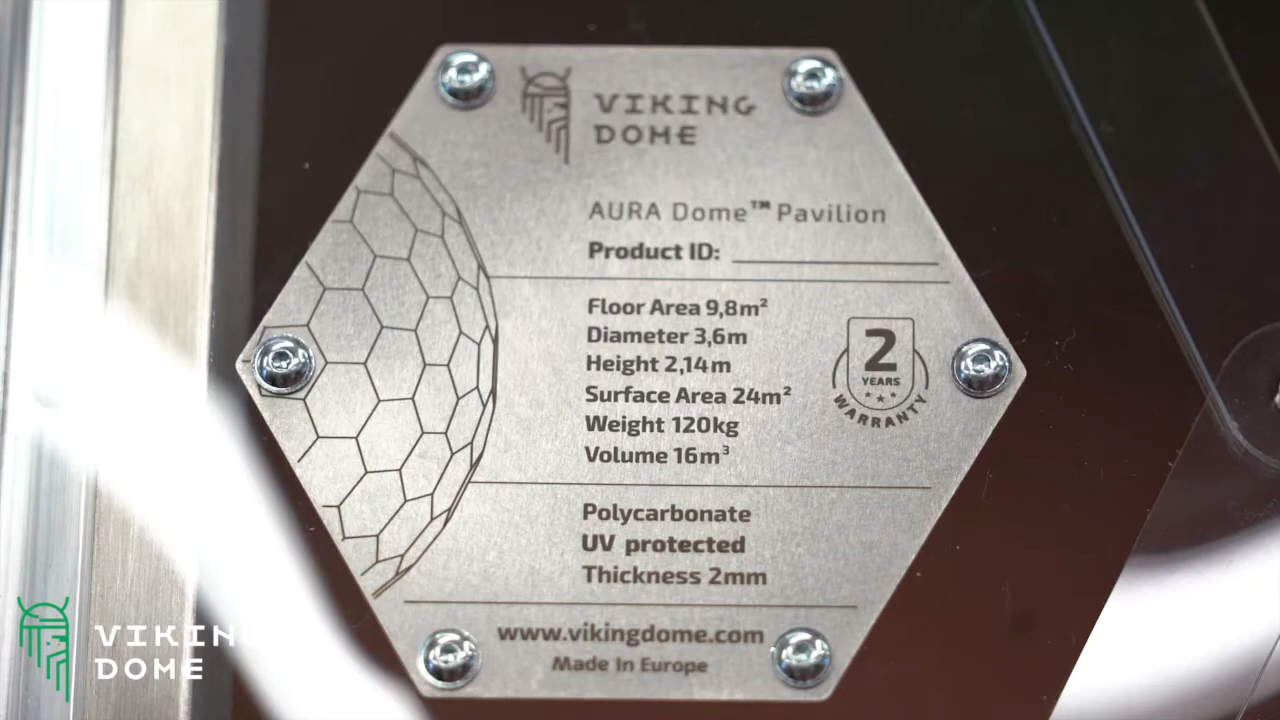 VIKING
DOME
AURA Dome™ Pavilion
Product ID:
Floor Area 9,8m²
Diameter 3,6m
Height 2,14m
Surface Area 24m²
Weight 120kg
Volume 16m³
2
YEARS
WARRANTY
Polycarbonate
UV protected
Thickness 2mm
www.vikingdome.com
Made In Europe
VIKING
DOME